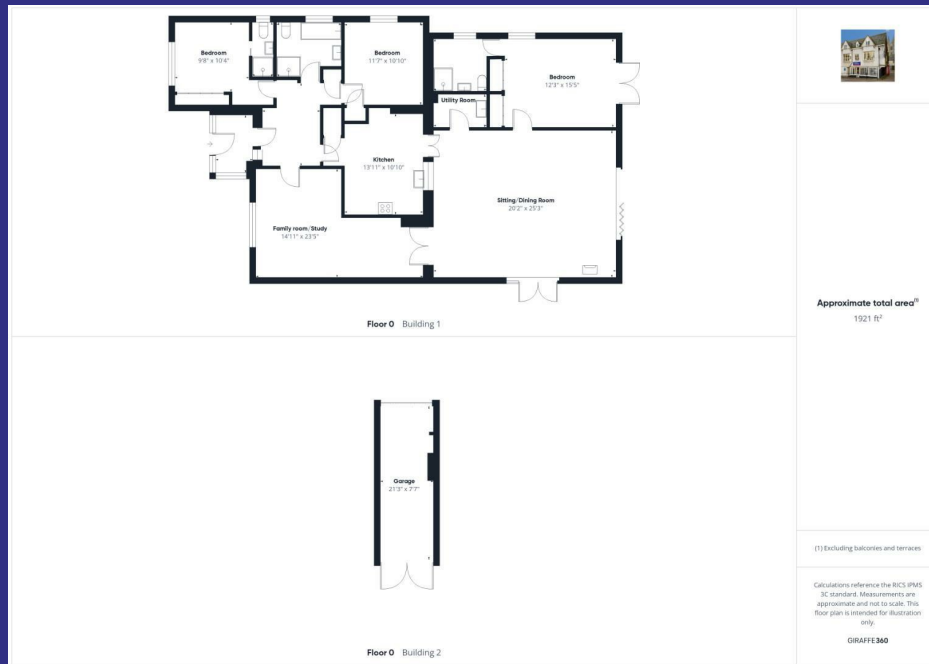 Bedroom
9'8" x 10'4"
Bedroom
11'7" x 10'10"
Bedroom
12'3" x 15'5"
Utility Room
Kitchen
13'11" x 10'10"
Sitting/Dining Room
20'2" x 25'3"
Family room/Study
14'11" x 23'5"
Floor 0 Building 1
Garage
21'3" x 7'7"
Floor 0 Building 2
Approximate total area(1)
1921 ft²
(1) Excluding balconies and terraces
Calculations reference the RICS IPMS
3C standard. Measurements are
approximate and not to scale. This
floor plan is intended for illustration
only.
GIRAFFE360